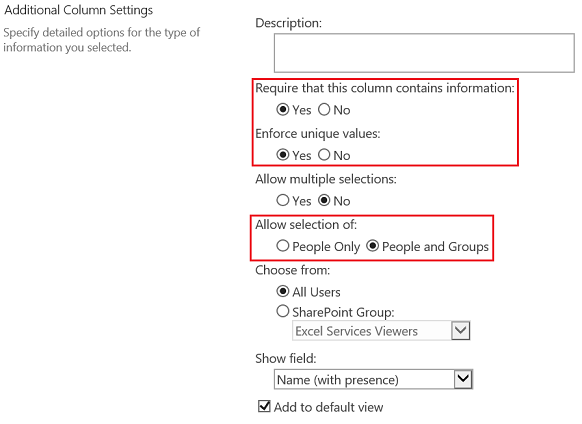 Additional Column Settings
Specify detailed options for the type of
information you selected.
Description:
Require that this column contains information:
Yes No
Enforce unique values:
Yes No
Allow multiple selections:
Yes No
Allow selection of:
People Only People and Groups
Choose from:
All Users
SharePoint Group:
Excel Services Viewers
Show field:
Name (with presence)
Add to default view